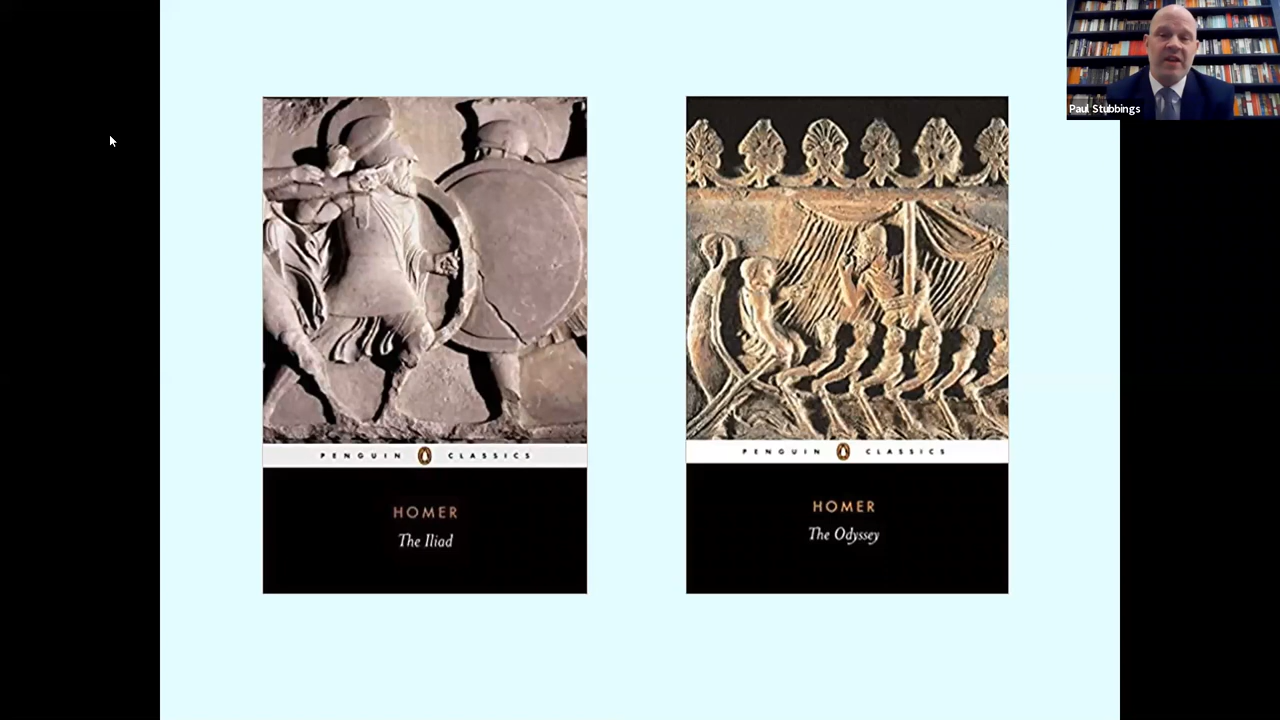 PENGUIN CLASSICS
HOMER
The Iliad
PENGUIN CLASSICS
HOMER
The Odyssey
Paul Stubbings